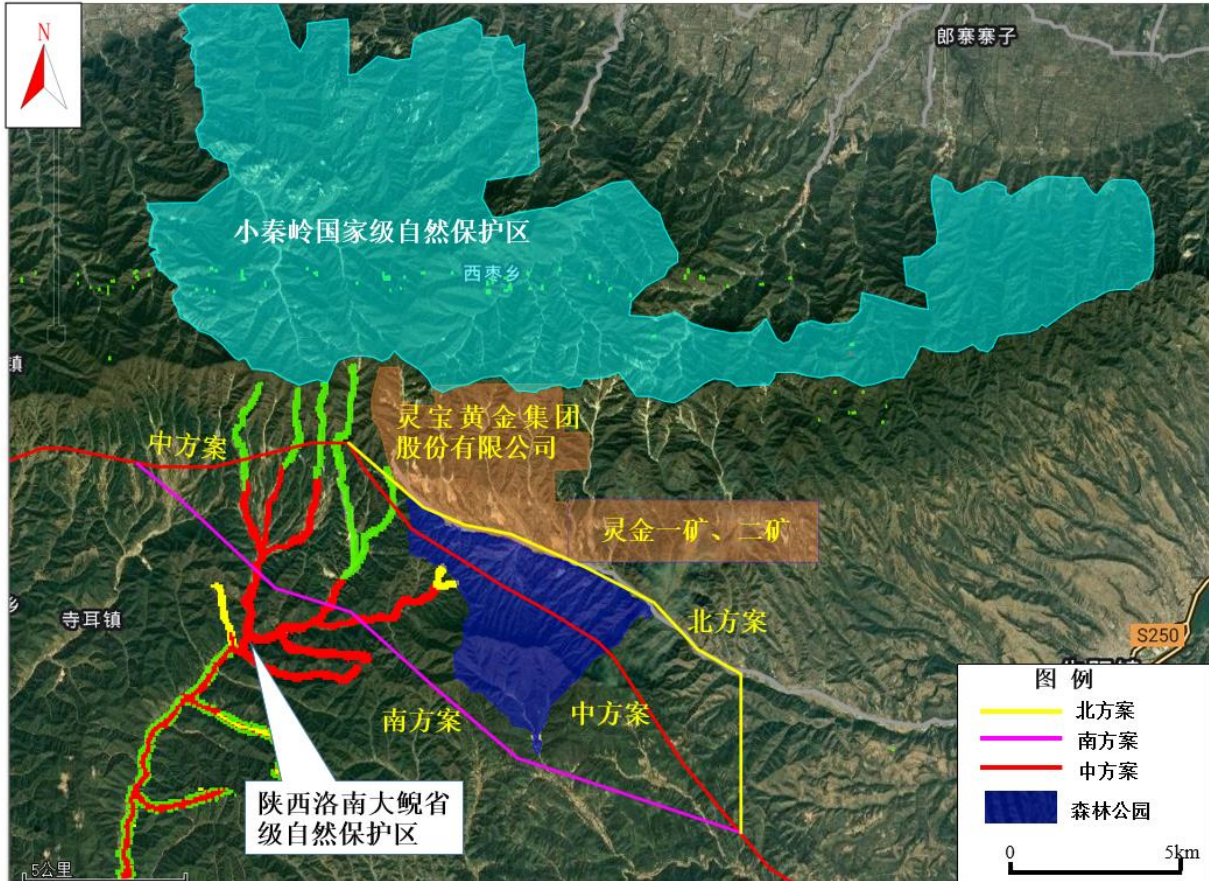 N
郎寨寨子
小秦岭国家级自然保护区
西枣乡
镇
灵宝黄金集团
股份有限公司
中方案
灵金一矿、二矿
寺耳镇
北方案
S250
南方案
中方案
陕西洛南大鲵省
级自然保护区
图 例
北方案
南方案
中方案
森林公园
0
5km
5公里